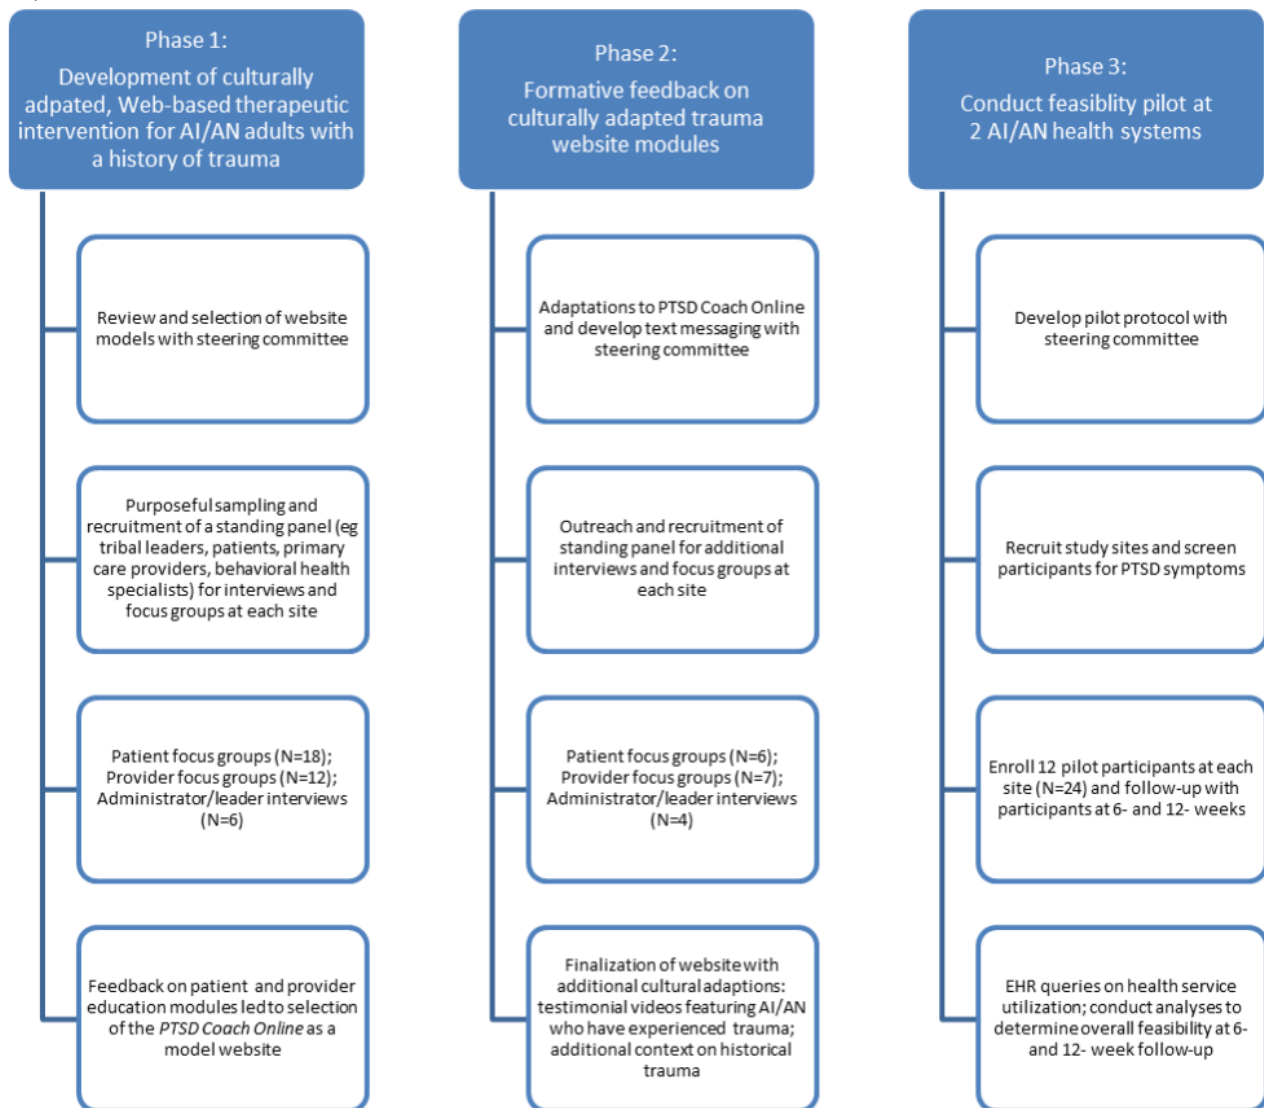 Phase 1:
Development of culturally
adpated, Web-based therapeutic
intervention for AI/AN adults with
a history of trauma
Review and selection of website
models with steering committee
Purposeful sampling and
recruitment of a standing panel (eg
tribal leaders, patients, primary
care providers, behavioral health
specialists) for interviews and
focus groups at each site
Patient focus groups (N=18);
Provider focus groups (N=12);
Administrator/leader interviews
(N=6)
Feedback on patient and provider
education modules led to selection
of the PTSD Coach Online as a
model website
Phase 2:
Formative feedback on
culturally adapted trauma
website modules
Adaptations to PTSD Coach Online
and develop text messaging with
steering committee
Outreach and recruitment of
standing panel for additional
interviews and focus groups at
each site
Patient focus groups (N=6);
Provider focus groups (N=7);
Administrator/leader interviews
(N=4)
Finalization of website with
additional cultural adaptions:
testimonial videos featuring AI/AN
who have experienced trauma;
additional context on historical
trauma
Phase 3:
Conduct feasiblity pilot at
2 AI/AN health systems
Develop pilot protocol with
steering committee
Recruit study sites and screen
participants for PTSD symptoms
Enroll 12 pilot participants at each
site (N=24) and follow-up with
participants at 6- and 12- weeks
EHR queries on health service
utilization; conduct analyses to
determine overall feasibility at 6-
and 12- week follow-up